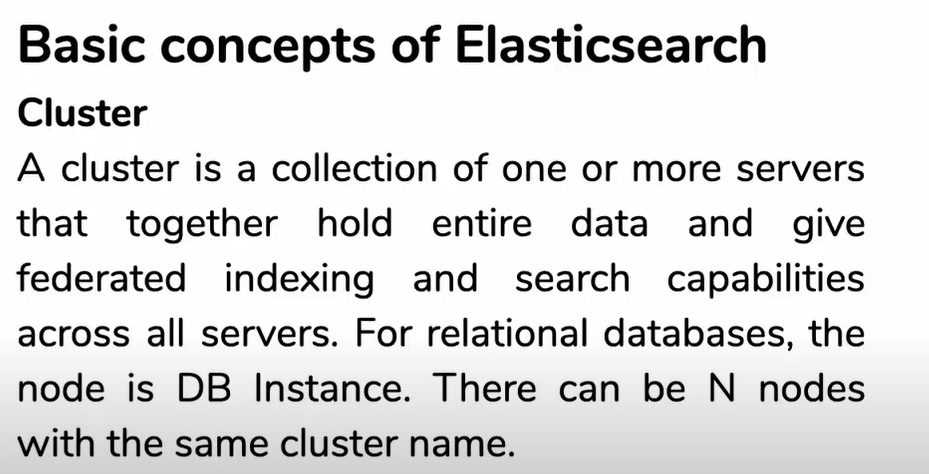 Basic concepts of Elasticsearch
Cluster
A cluster is a collection of one or more servers
that together hold entire data and give
federated indexing and search capabilities
across all servers. For relational databases, the
node is DB Instance. There can be N nodes
with the same cluster name.